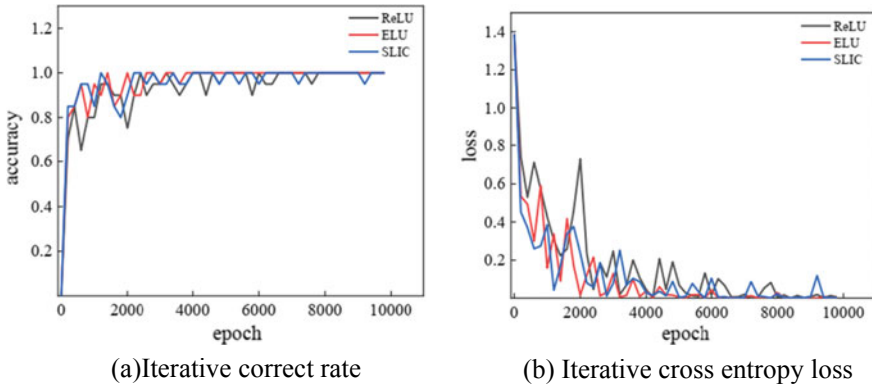 ReLU
ELU
SLIC
1.2
1.0
0.8
0.6
0.4
0.2
accuracy
0 2000 4000 6000 8000 10000
epoch
(a)Iterative correct rate
ReLU
ELU
SLIC
1.4
1.2
1.0
0.8
0.6
0.4
0.2
loss
0 2000 4000 6000 8000 10000
epoch
(b) Iterative cross entropy loss